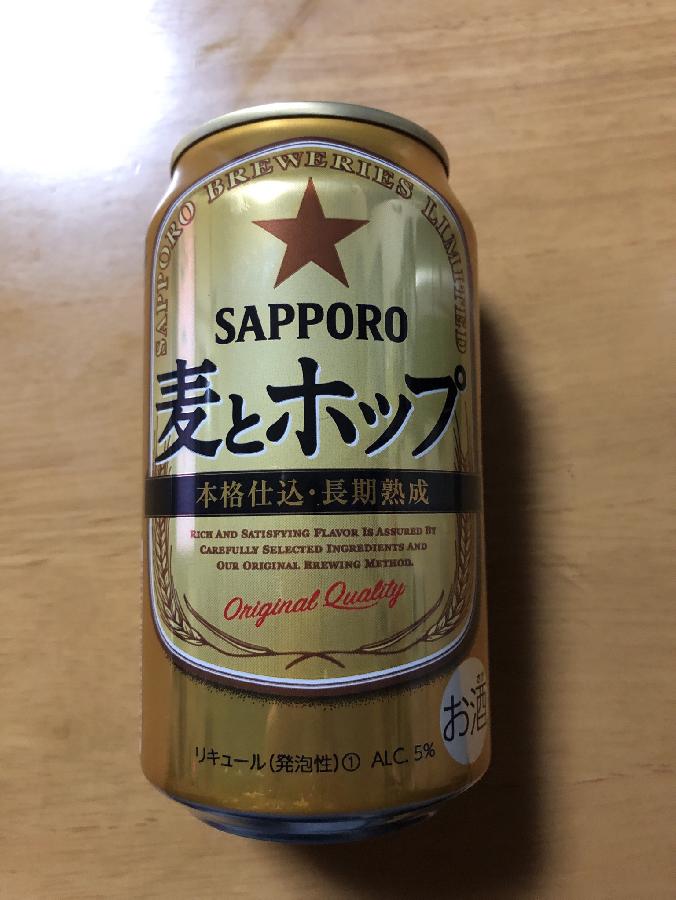 SAPPORO BREWERIES LIMITED
SAPPORO
麦とホップ
本格仕込・長期熟成
RICH AND SATISFYING FLAVOR IS ASSURED BY
CAREFULLY SELECTED INGREDIENTS AND
OUR ORIGINAL BREWING METHOD.
Original Quality
お酒
リキュール(発泡性)① ALC. 5%